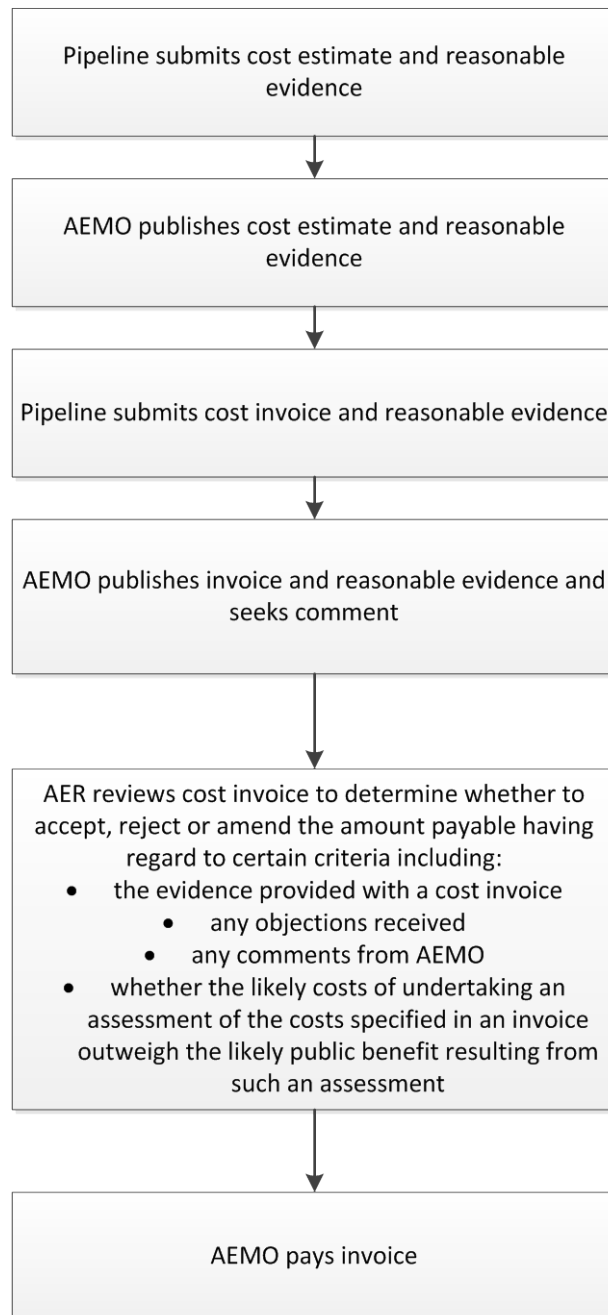 Pipeline submits cost estimate and reasonable
evidence
AEMO publishes cost estimate and reasonable
evidence
Pipeline submits cost invoice and reasonable evidence
AEMO publishes invoice and reasonable evidence and
seeks comment
AER reviews cost invoice to determine whether to
accept, reject or amend the amount payable having
regard to certain criteria including:
• the evidence provided with a cost invoice
• any objections received
• any comments from AEMO
• whether the likely costs of undertaking an
assessment of the costs specified in an invoice
outweigh the likely public benefit resulting from
such an assessment
AEMO pays invoice